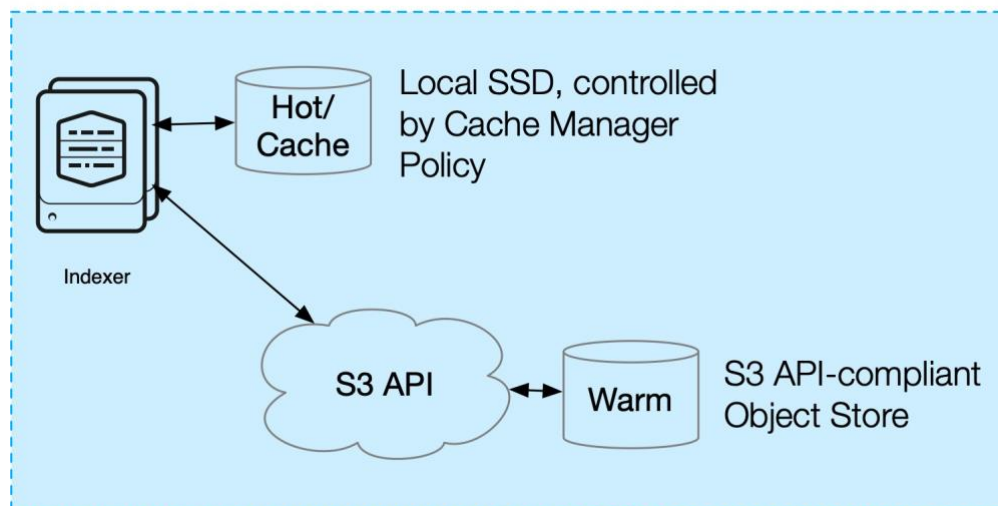 Hot/
Cache
Local SSD, controlled
by Cache Manager
Policy
Indexer
S3 API
Warm
S3 API-compliant
Object Store